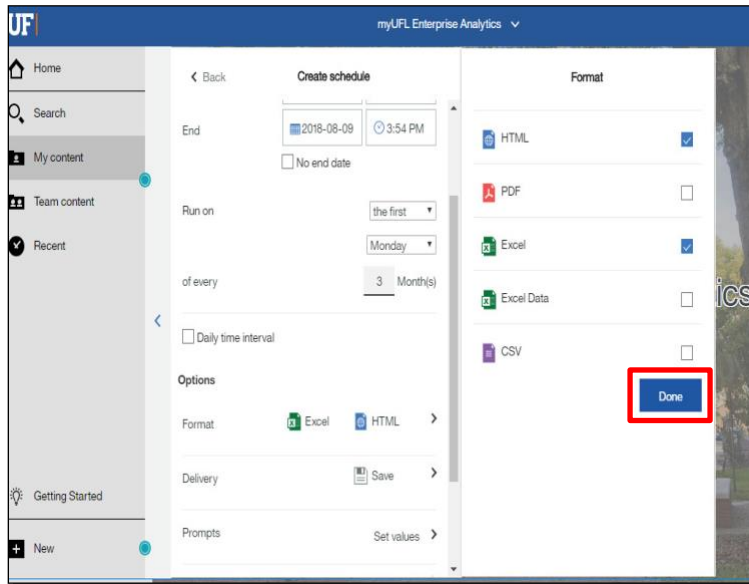 UF
myUFL Enterprise Analytics
Home
Search
My content
Team content
Recent
Getting Started
New
Back
Create schedule
End
2018-08-09
3:54 PM
No end date
Run on
the first
Monday
of every
3 Month(s)
Daily time interval
Options
Format
Excel
HTML
Delivery
Save
Prompts
Set values
Format
HTML
PDF
Excel
Excel Data
CSV
Done
ics